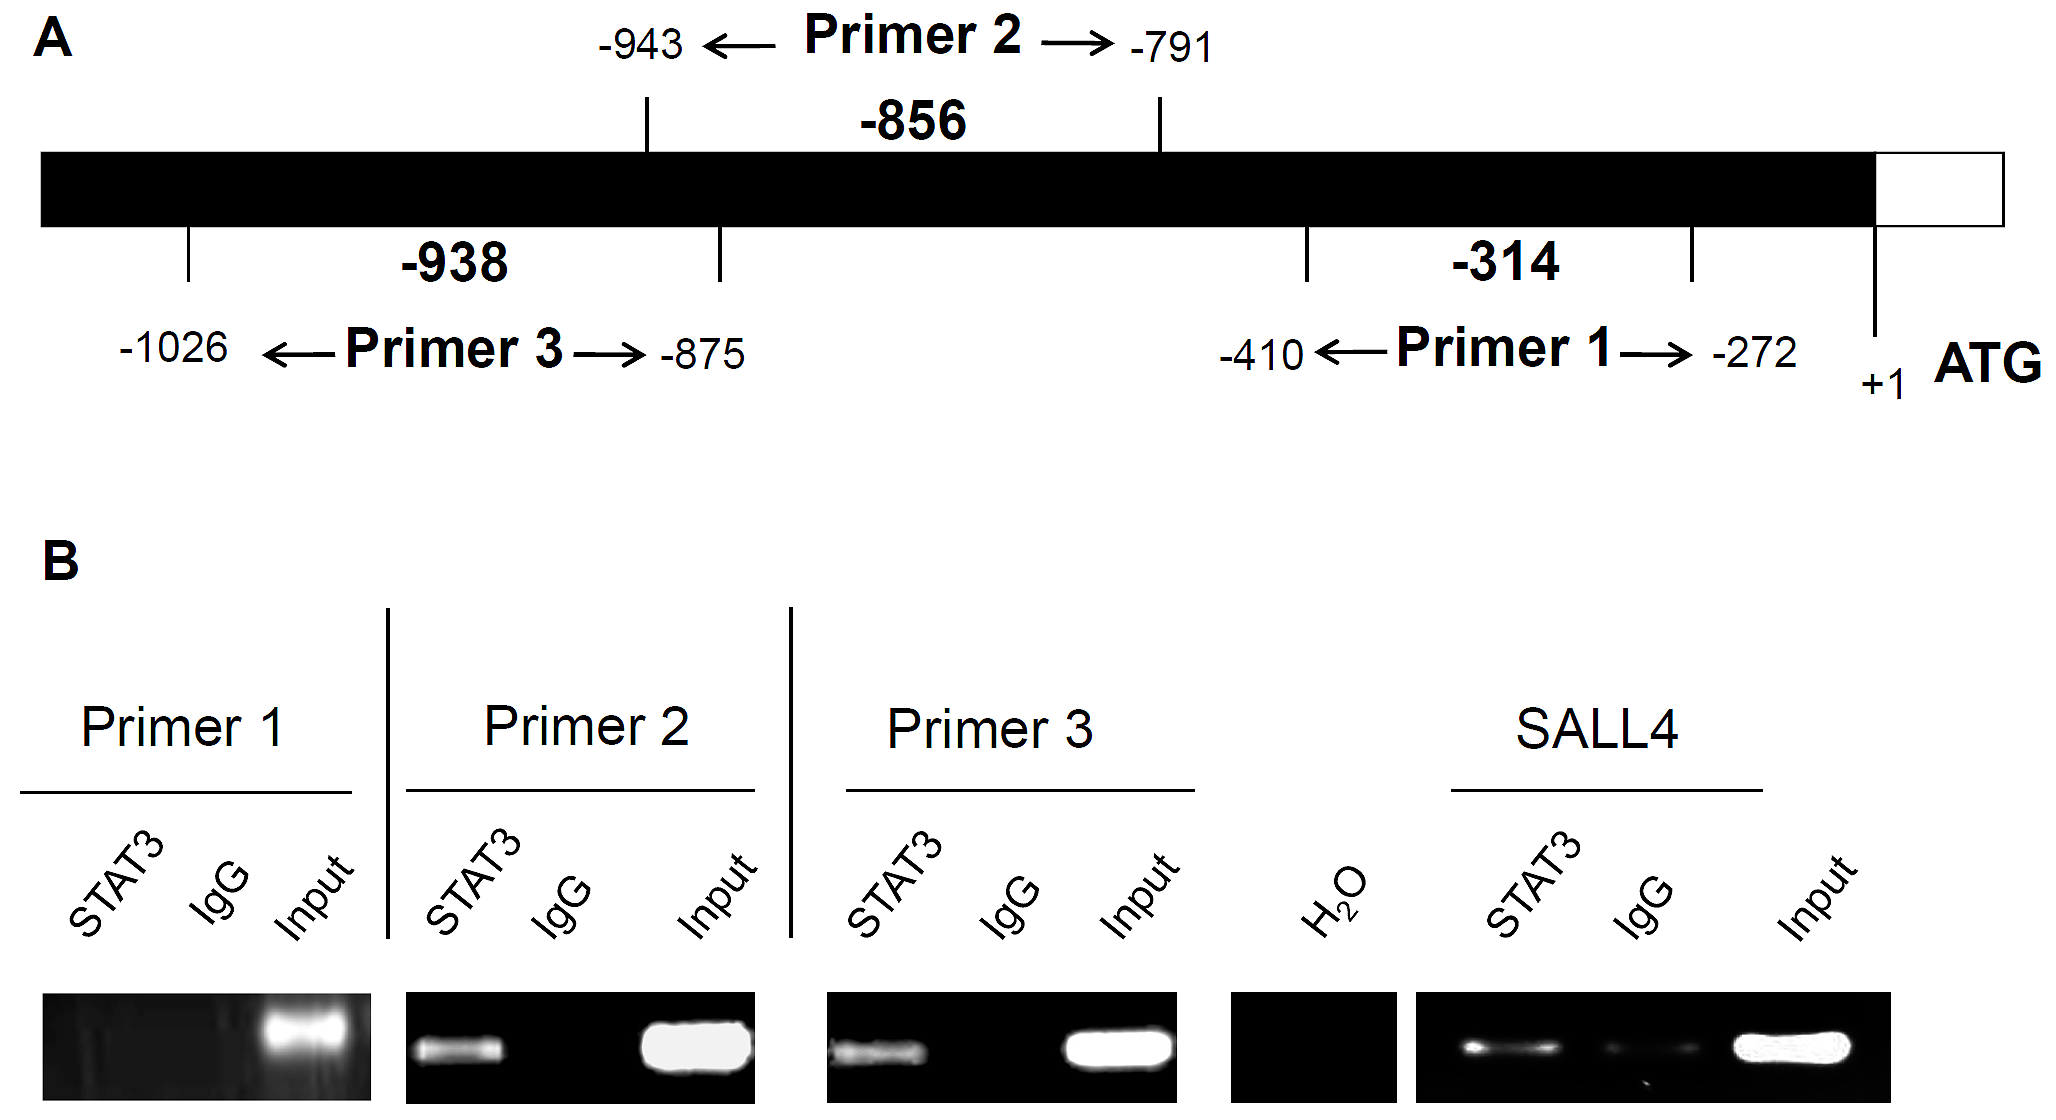 A
-943 Primer 2 -791
-856
-938 -314
-1026 Primer 3 -875 -410 Primer 1 -272
+1 ATG
B
Primer 1 Primer 2 Primer 3 SALL4
STAT3 IgG Input STAT3 IgG Input STAT3 IgG Input H₂O STAT3 IgG Input